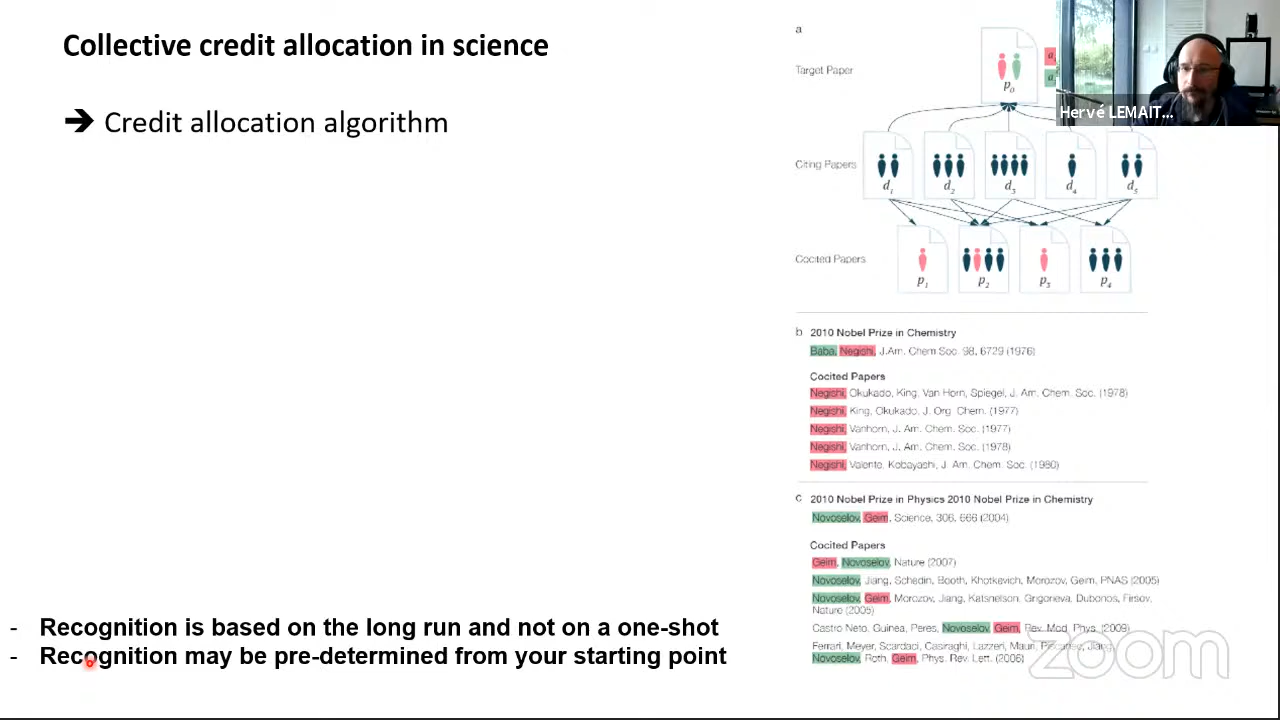 Collective credit allocation in science
➔ Credit allocation algorithm
- Recognition is based on the long run and not on a one-shot
- Recognition may be pre-determined from your starting point
a
Target Paper
p0
a
a
Hervé LEMAIT...
Citing Papers
d1 d2 d3 d4 d5
Cocited Papers
p1 p2 p3 p4
b 2010 Nobel Prize in Chemistry
Baba, Negishi, J.Am. Chem Soc. 98, 6729 (1976)
Cocited Papers
Negishi, Okukado, King, Van Horn, Spiegel, J. Am. Chem. Soc. (1978)
Negishi, King, Okukado, J. Org. Chem. (1977)
Negishi, Vanhorn, J. Am. Chem. Soc. (1977)
Negishi, Vanhorn, J. Am. Chem. Soc. (1978)
Negishi, Valente, Kobayashi, J. Am. Chem. Soc. (1980)
c 2010 Nobel Prize in Physics 2010 Nobel Prize in Chemistry
Novoselov, Geim, Science, 306, 666 (2004)
Cocited Papers
Geim, Novoselov, Nature (2007)
Novoselov, Jiang, Schedin, Booth, Khotkevich, Morozov, Geim, PNAS (2005)
Novoselov, Geim, Morozov, Jiang, Katsnelson, Grigorieva, Dubonos, Firsov,
Nature (2005)
Castro Neto, Guinea, Peres, Novoselov, Geim, Rev. Mod. Phys. (2009)
Ferrari, Meyer, Scardaci, Casiraghi, Lazzeri, Mauri, Piscanec, Jiang,
Novoselov, Roth, Geim, Phys. Rev. Lett. (2006)
zoom